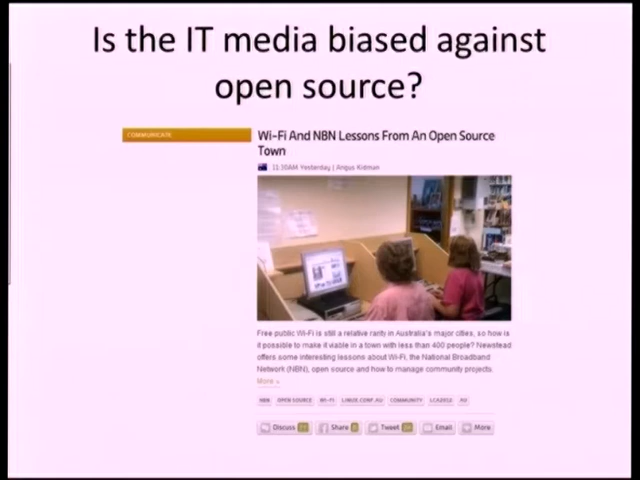 Is the IT media biased against
open source?
COMMUNICATE
Wi-Fi And NBN Lessons From An Open Source
Town
11:30AM Yesterday | Angus Kidman
Free public Wi-Fi is still a relative rarity in Australia's major cities, so how is
it possible to make it viable in a town with less than 400 people? Newstead
offers some interesting lessons about Wi-Fi, the National Broadband
Network (NBN), open source and how to manage community projects.
More »
NBN OPEN SOURCE WI-FI LINUX.CONF.AU COMMUNITY LCA2012 AU
Discuss Share Tweet Email More